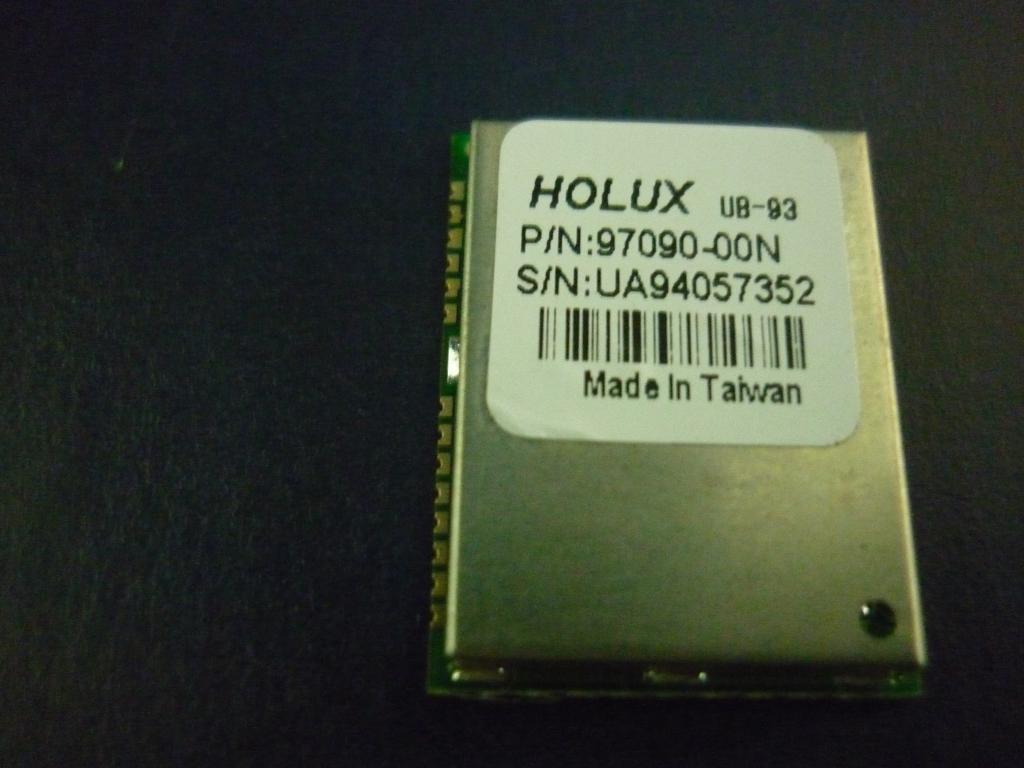 HOLUX UB-93
P/N:97090-00N
S/N:UA94057352
Made In Taiwan